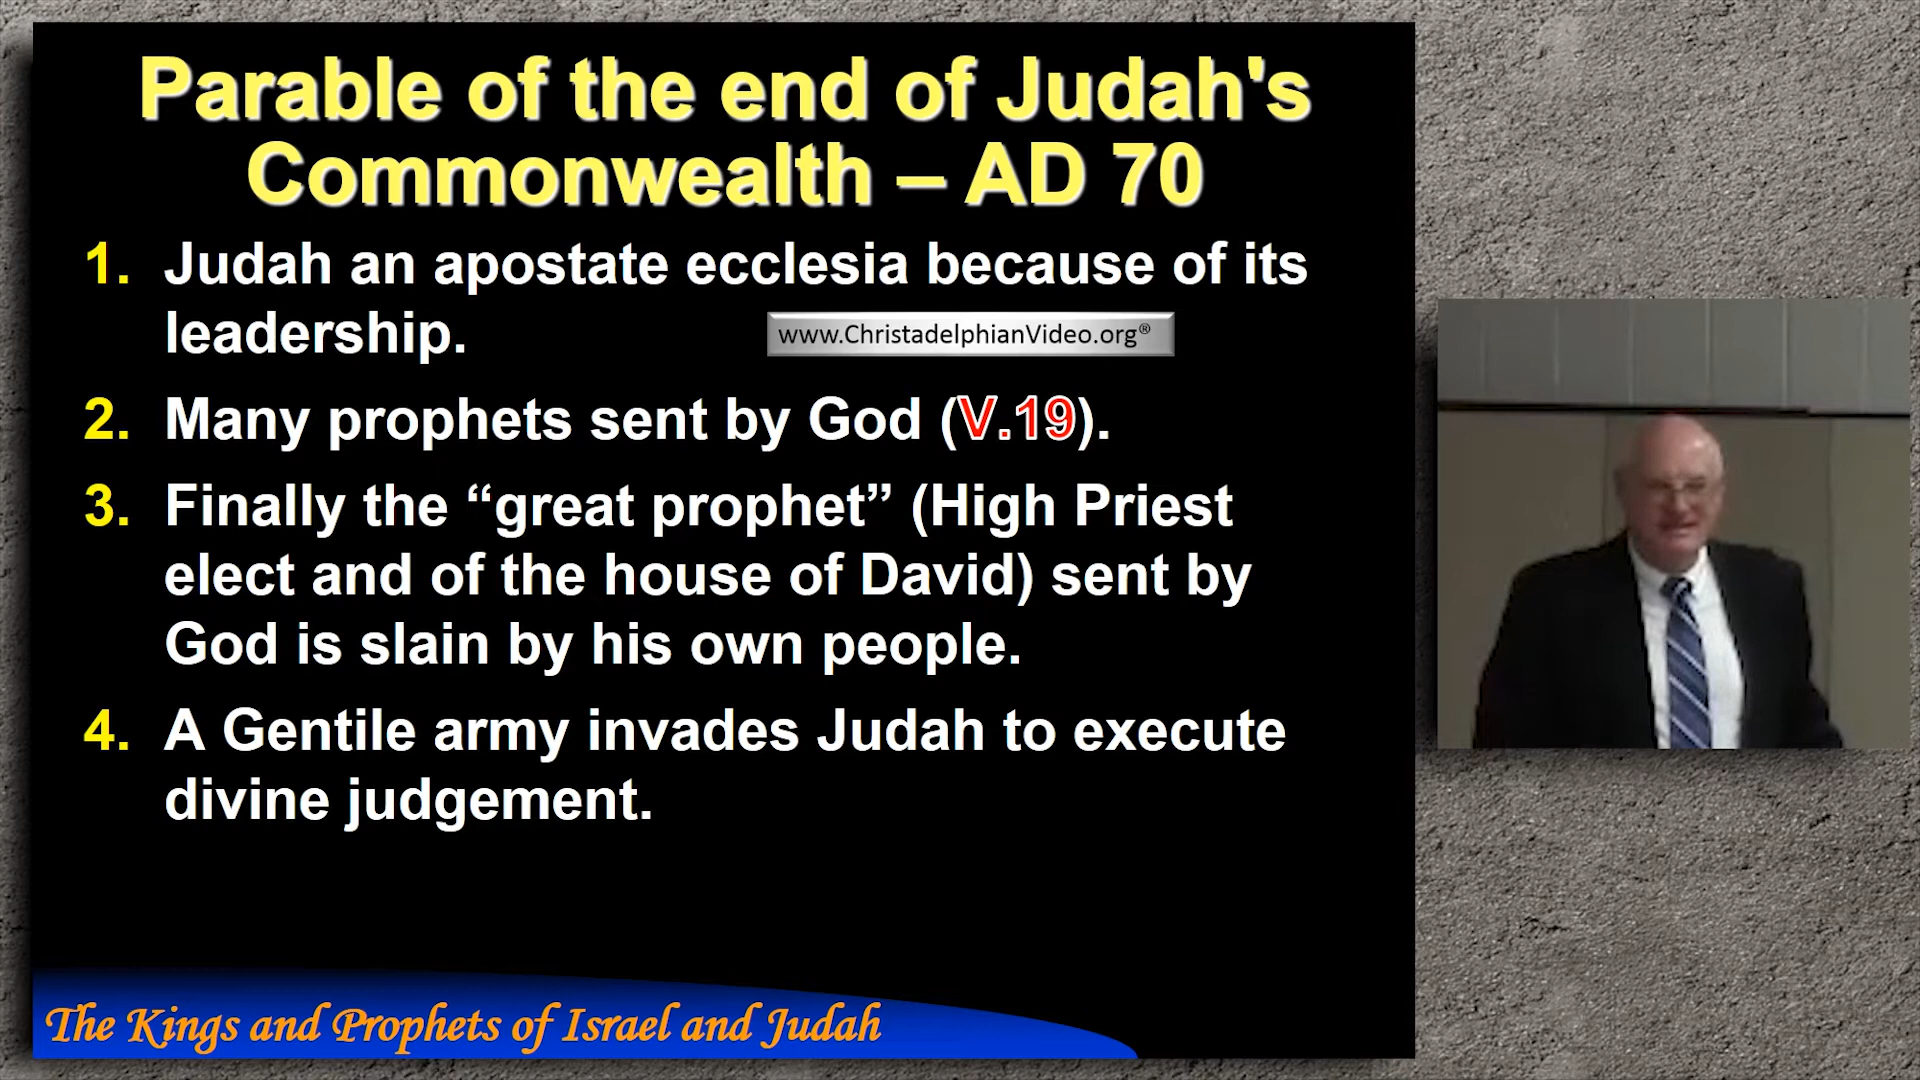 Parable of the end of Judah's
Commonwealth – AD 70
1. Judah an apostate ecclesia because of its
leadership.
www.ChristadelphianVideo.org®
2. Many prophets sent by God (V.19).
3. Finally the “great prophet” (High Priest
elect and of the house of David) sent by
God is slain by his own people.
4. A Gentile army invades Judah to execute
divine judgement.
The Kings and Prophets of Israel and Judah